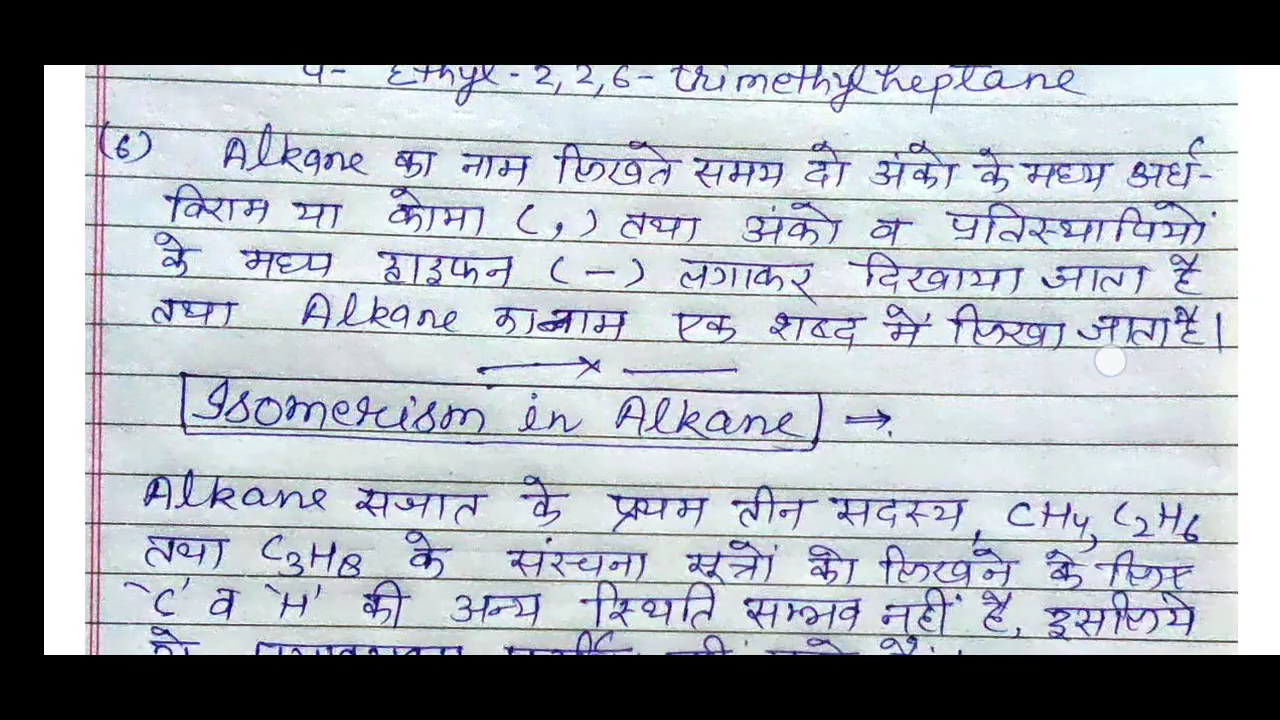 4- Ethyl-2,2,6-trimethylheptane
(6) Alkane का नाम लिखते समय दो अंको के मध्य अर्ध-
विराम या कोमा (,) तथा अंको व प्रतिस्थापियों
के मध्य हाइफन (-) लगाकर दिखाया जाता है
तथा Alkane का नाम एक शब्द में लिखा जाता है।
Isomerism in Alkane →
Alkane सजात के प्रथम तीन सदस्य, CH4, C2H6
तथा C3H8 के संरचना सूत्रों को लिखने के लिए
`C' व `H' की अन्य स्थिति सम्भव नहीं है, इसलिये